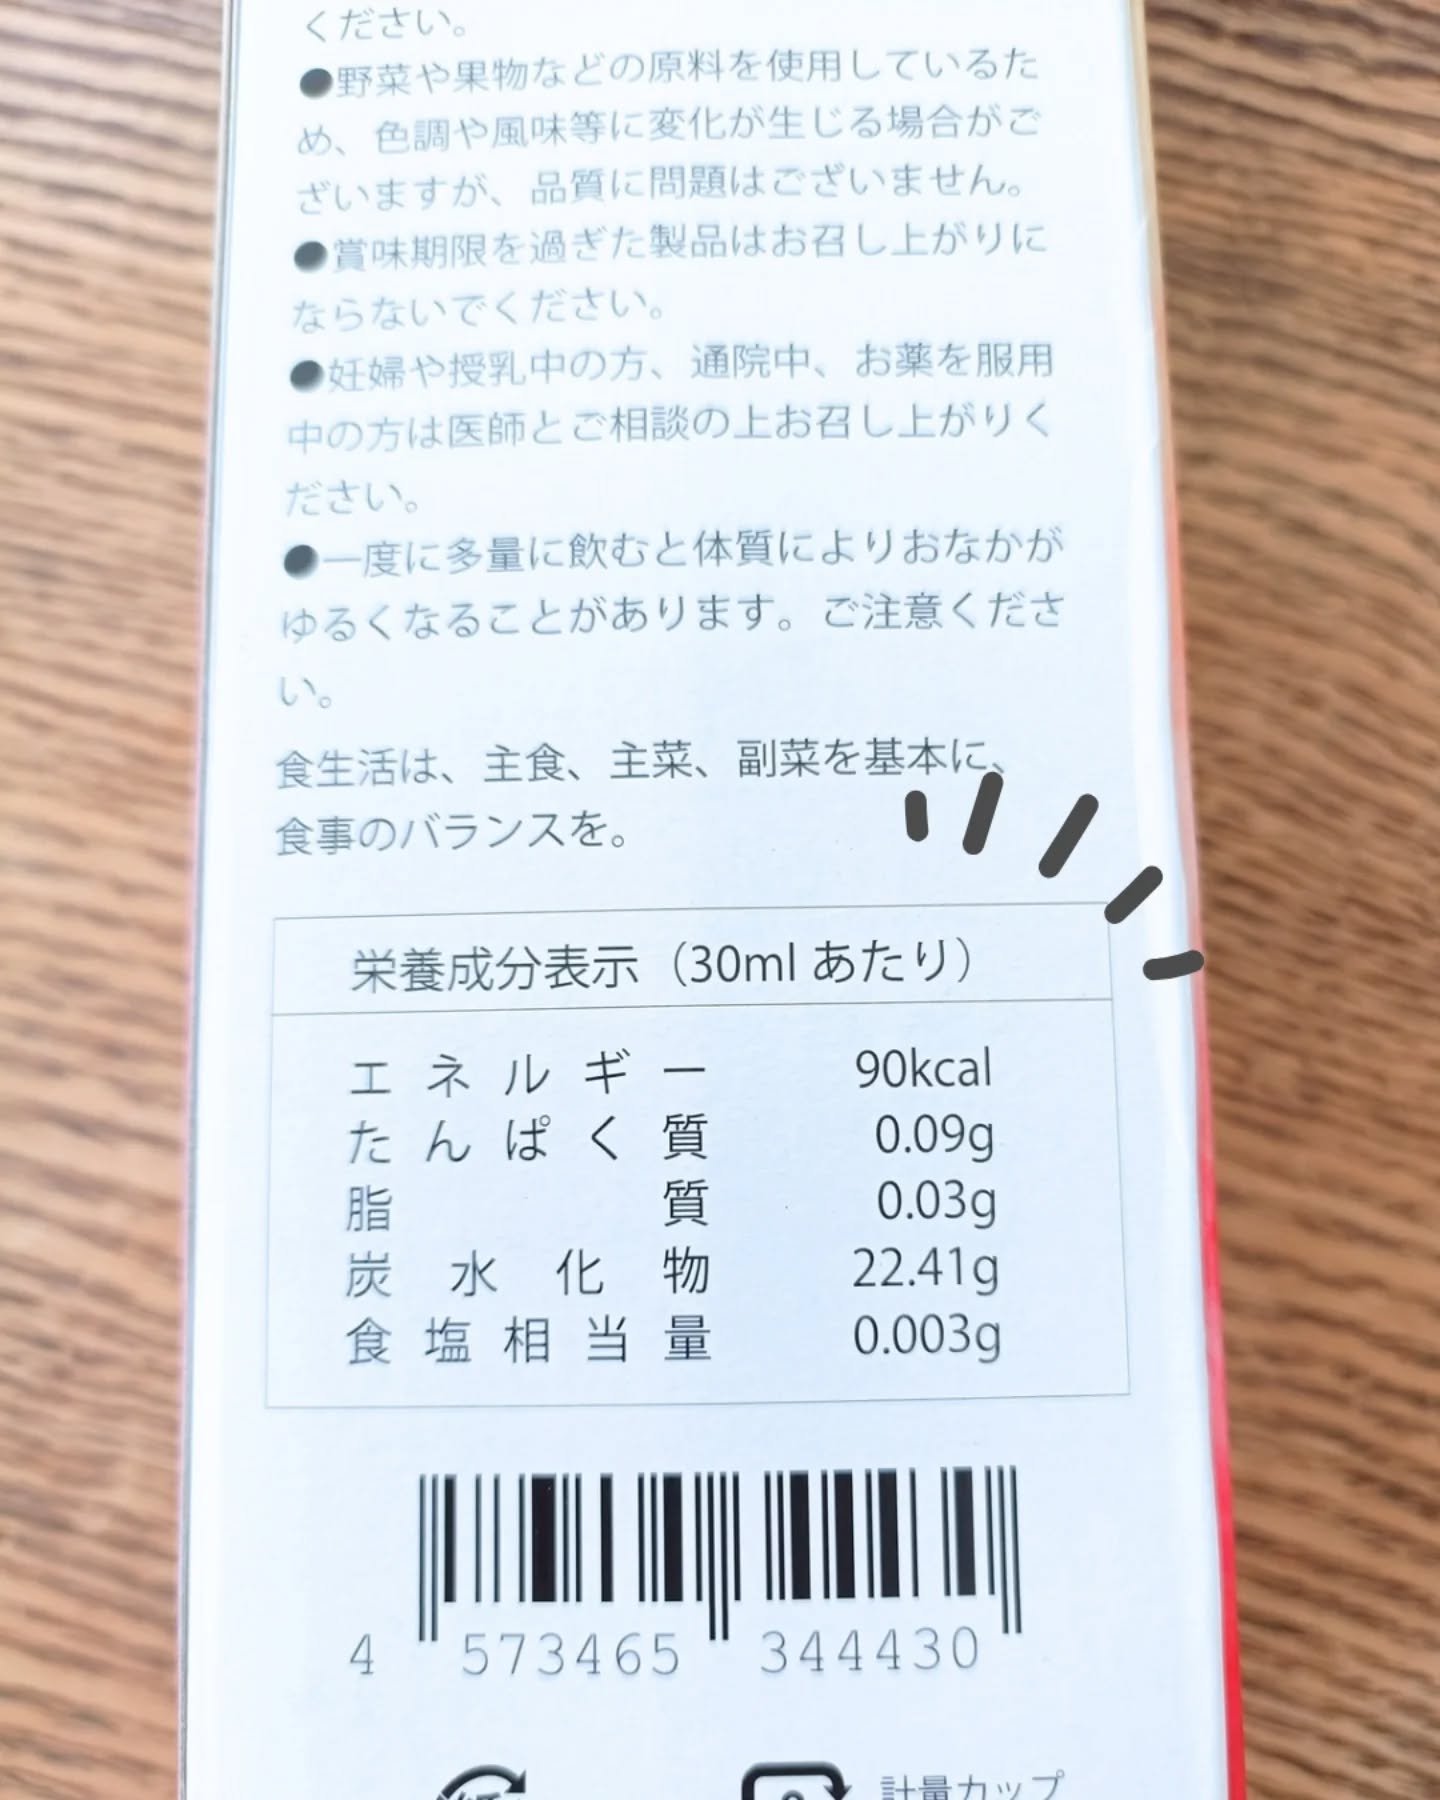 ください。
●野菜や果物などの原料を使用しているた
め、色調や風味等に変化が生じる場合がご
ざいますが、品質に問題はございません。
●賞味期限を過ぎた製品はお召し上がりに
ならないでください。
●妊婦や授乳中の方、通院中、お薬を服用
中の方は医師とご相談の上お召し上がりく
ださい。
●一度に多量に飲むと体質によりおなかが
ゆるくなることがあります。ご注意くださ
い。
食生活は、主食、主菜、副菜を基本に、
食事のバランスを。
栄養成分表示（30ml あたり）
エネルギー 90kcal
たんぱく質 0.09g
脂質 0.03g
炭水化物 22.41g
食塩相当量 0.003g
4 573465 344430
計量カップ